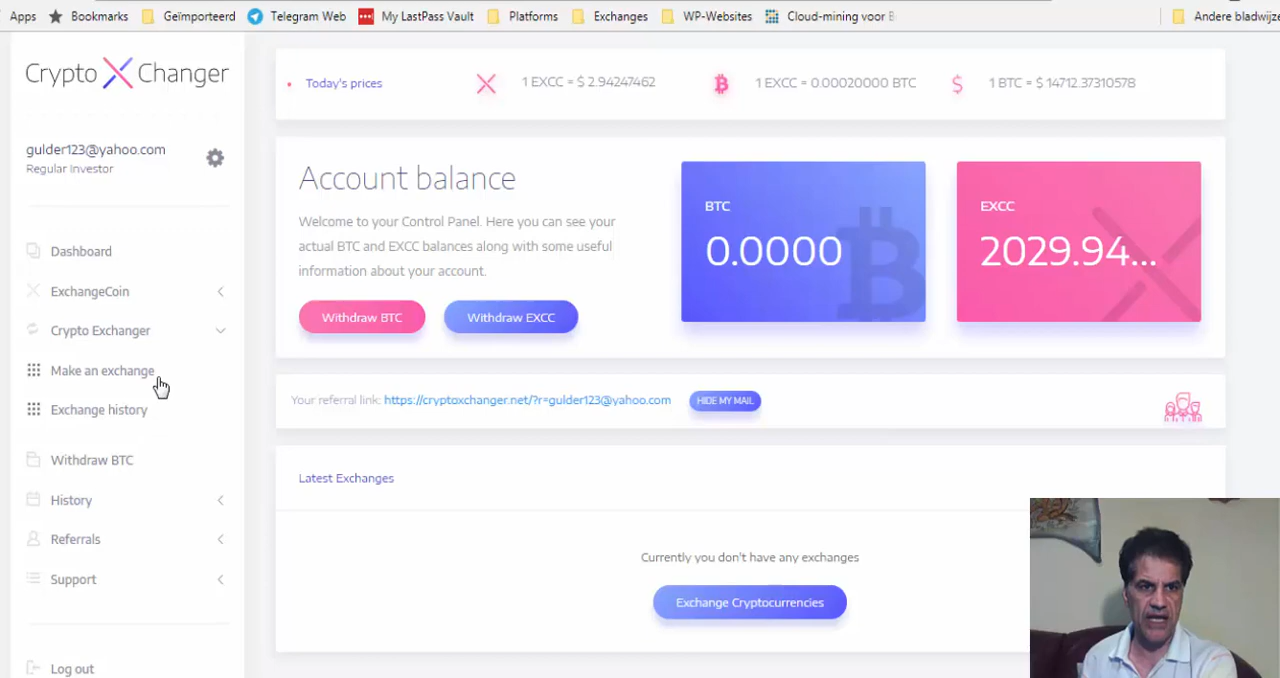 Apps
Bookmarks
Geïmporteerd
Telegram Web
My LastPass Vault
Platforms
Exchanges
WP-Websites
Cloud-mining voor
Andere bladwijze
Crypto X Changer
Today's prices
1 EXCC = $ 2.94247462
1 EXCC = 0.00020000 BTC
1 BTC = $ 14712.37310578
gulder123@yahoo.com
Regular Investor
Dashboard
ExchangeCoin
Crypto Exchanger
Make an exchange
Exchange history
Withdraw BTC
History
Referrals
Support
Log out
Account balance
Welcome to your Control Panel. Here you can see your
actual BTC and EXCC balances along with some useful
information about your account.
Withdraw BTC
Withdraw EXCC
BTC
0.0000
EXCC
2029.94...
Your referral link: https://cryptoxchanger.net/?r=gulder123@yahoo.com
HIDE MY MAIL
Latest Exchanges
Currently you don't have any exchanges
Exchange Cryptocurrencies